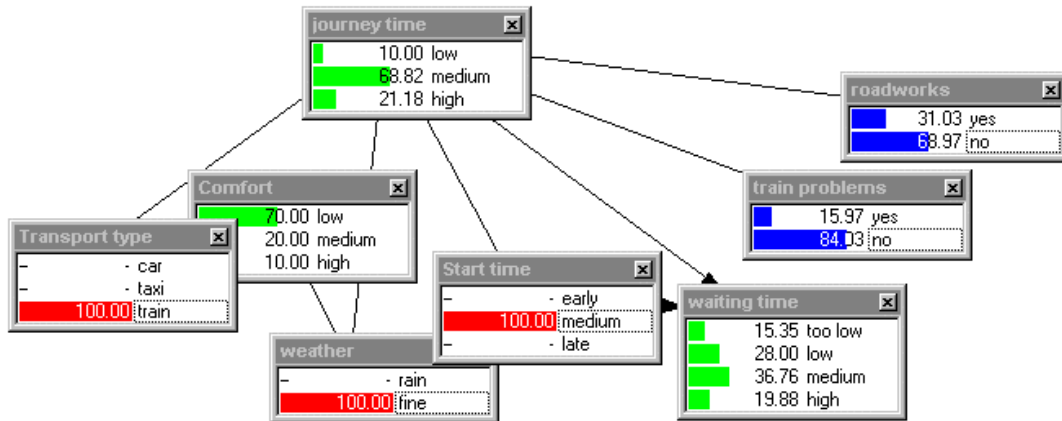 journey time
10.00 low
68.82 medium
21.18 high
roadworks
31.03 yes
68.97 no
Comfort
70.00 low
20.00 medium
10.00 high
train problems
15.97 yes
84.03 no
Transport type
- - car
- - taxi
100.00 train
Start time
- - early
100.00 medium
- - late
waiting time
15.35 too low
28.00 low
36.76 medium
19.88 high
weather
- - rain
100.00 fine